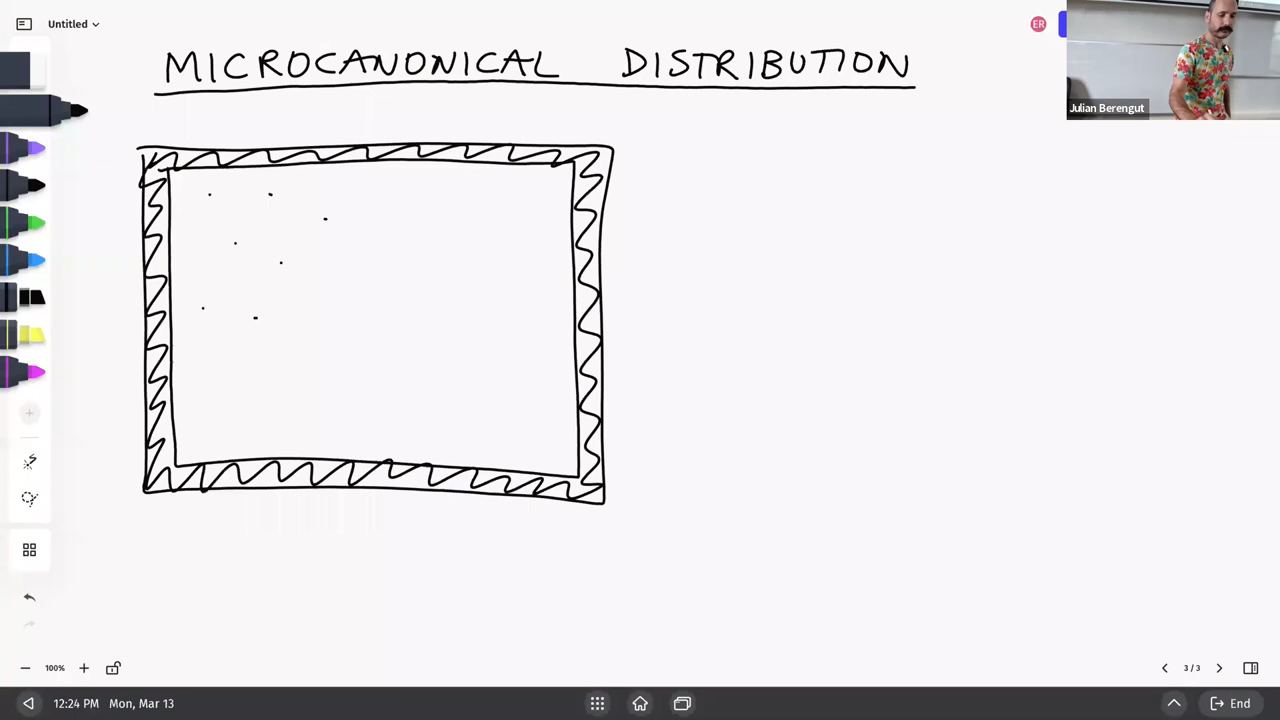 Untitled
ER
MICROCANONICAL DISTRIBUTION
Julian Berengut
100%
3 / 3
12:24 PM Mon, Mar 13
End